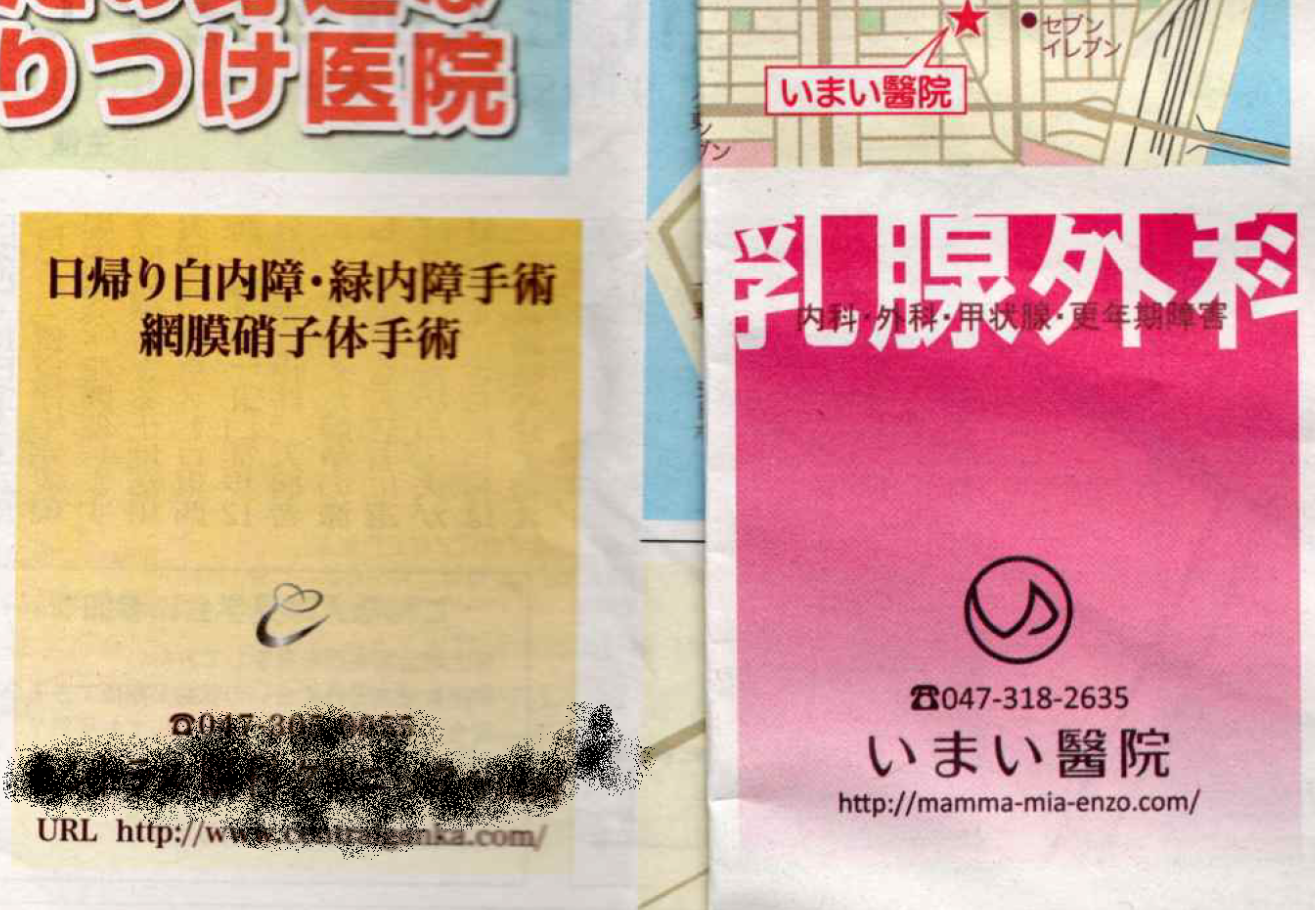 りつけ医院
日帰り白内障・緑内障手術
網膜硝子体手術
URL http://w
セブン
イレブン
いまい醫院
乳腺外科
内科・外科・甲状腺・更年期障害
☎047-318-2635
いまい醫院
http://mamma-mia-enzo.com/